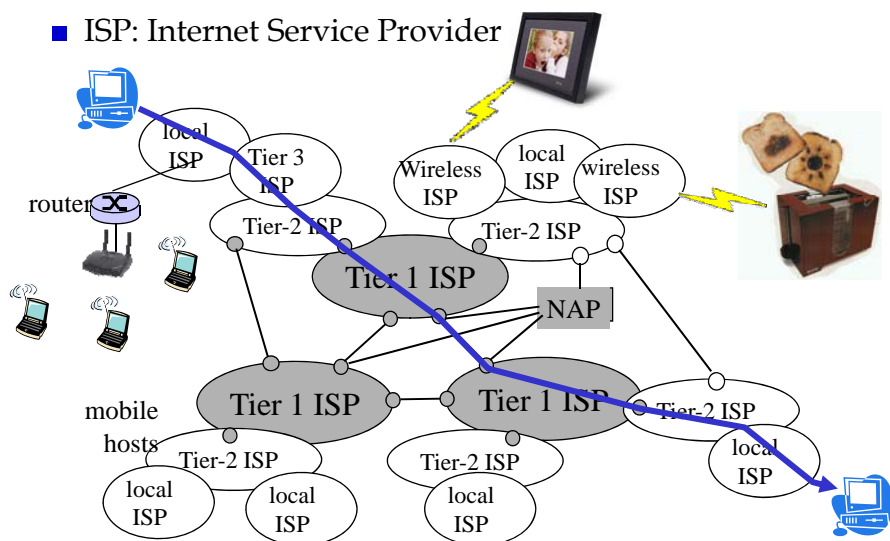 ISP: Internet Service Provider
local
ISP
Tier 3
ISP
Wireless
ISP
local
ISP
wireless
ISP
router
Tier-2 ISP
Tier-2 ISP
Tier 1 ISP
NAP
Tier 1 ISP
Tier 1 ISP
Tier-2 ISP
mobile
hosts
Tier-2 ISP
Tier-2 ISP
local
ISP
local
ISP
local
ISP
local
ISP